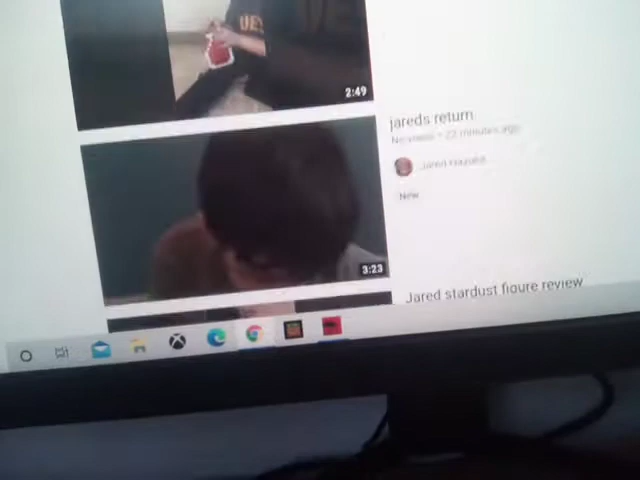 2:49
jareds return
No views • 22 minutes ago
Jared
New
3:23
Jared stardust figure review